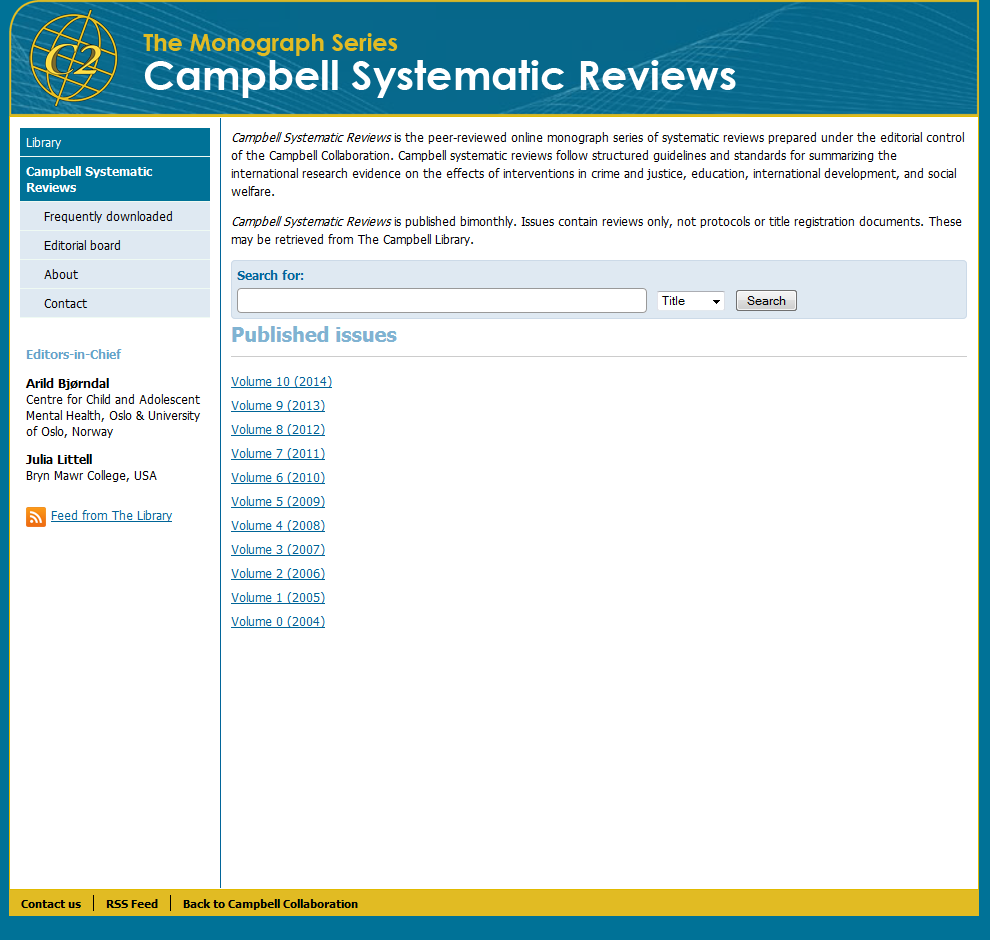 C2
The Monograph Series
Campbell Systematic Reviews
Library
Campbell Systematic
Reviews
Frequently downloaded
Editorial board
About
Contact
Editors-in-Chief
Arild Bjørndal
Centre for Child and Adolescent
Mental Health, Oslo & University
of Oslo, Norway
Julia Littell
Bryn Mawr College, USA
Feed from The Library
Campbell Systematic Reviews is the peer-reviewed online monograph series of systematic reviews prepared under the editorial control
of the Campbell Collaboration. Campbell systematic reviews follow structured guidelines and standards for summarizing the
international research evidence on the effects of interventions in crime and justice, education, international development, and social
welfare.
Campbell Systematic Reviews is published bimonthly. Issues contain reviews only, not protocols or title registration documents. These
may be retrieved from The Campbell Library.
Search for:
Title Search
Published issues
Volume 10 (2014)
Volume 9 (2013)
Volume 8 (2012)
Volume 7 (2011)
Volume 6 (2010)
Volume 5 (2009)
Volume 4 (2008)
Volume 3 (2007)
Volume 2 (2006)
Volume 1 (2005)
Volume 0 (2004)
Contact us RSS Feed Back to Campbell Collaboration